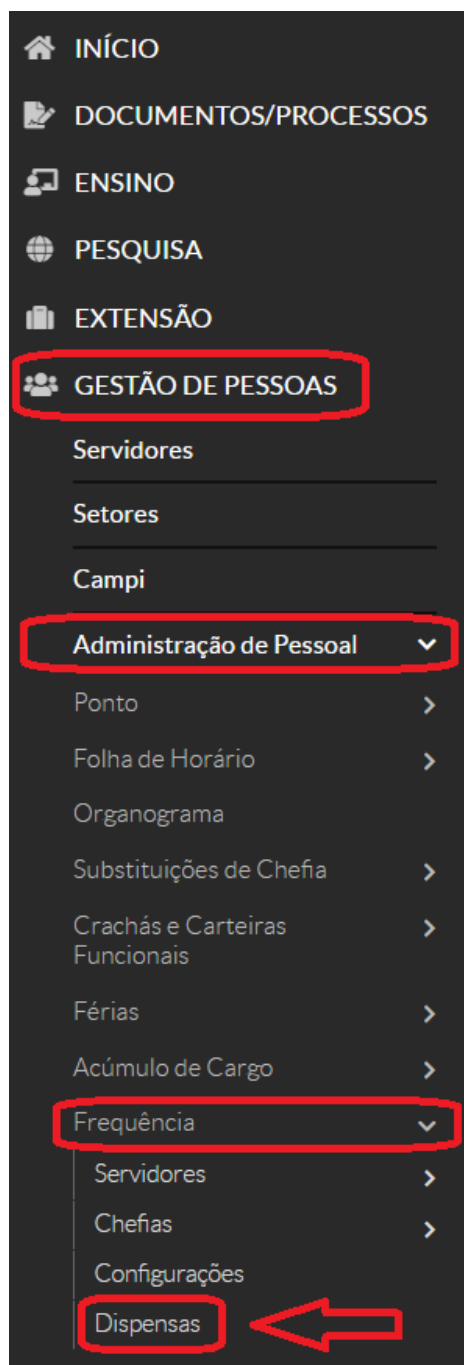 INÍCIO
DOCUMENTOS/PROCESSOS
ENSINO
PESQUISA
EXTENSÃO
GESTÃO DE PESSOAS
Servidores
Setores
Campi
Administração de Pessoal
Ponto
Folha de Horário
Organograma
Substituições de Chefia
Crachás e Carteiras
Funcionais
Férias
Acúmulo de Cargo
Frequência
Servidores
Chefias
Configurações
Dispensas